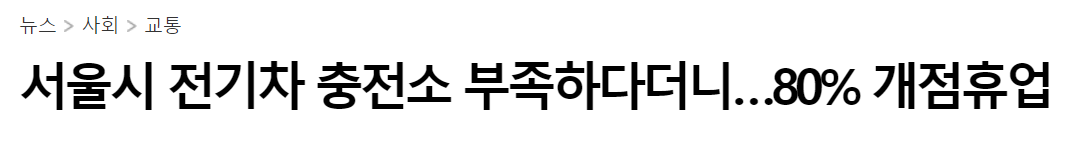 뉴스 > 사회 > 교통
서울시 전기차 충전소 부족하다더니...80% 개점휴업